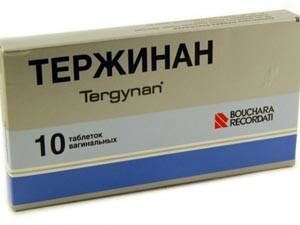 ТЕРЖИНАН
Tergynan®
BOUCHARA
RECORDATI
10 таблеток
вагинальных